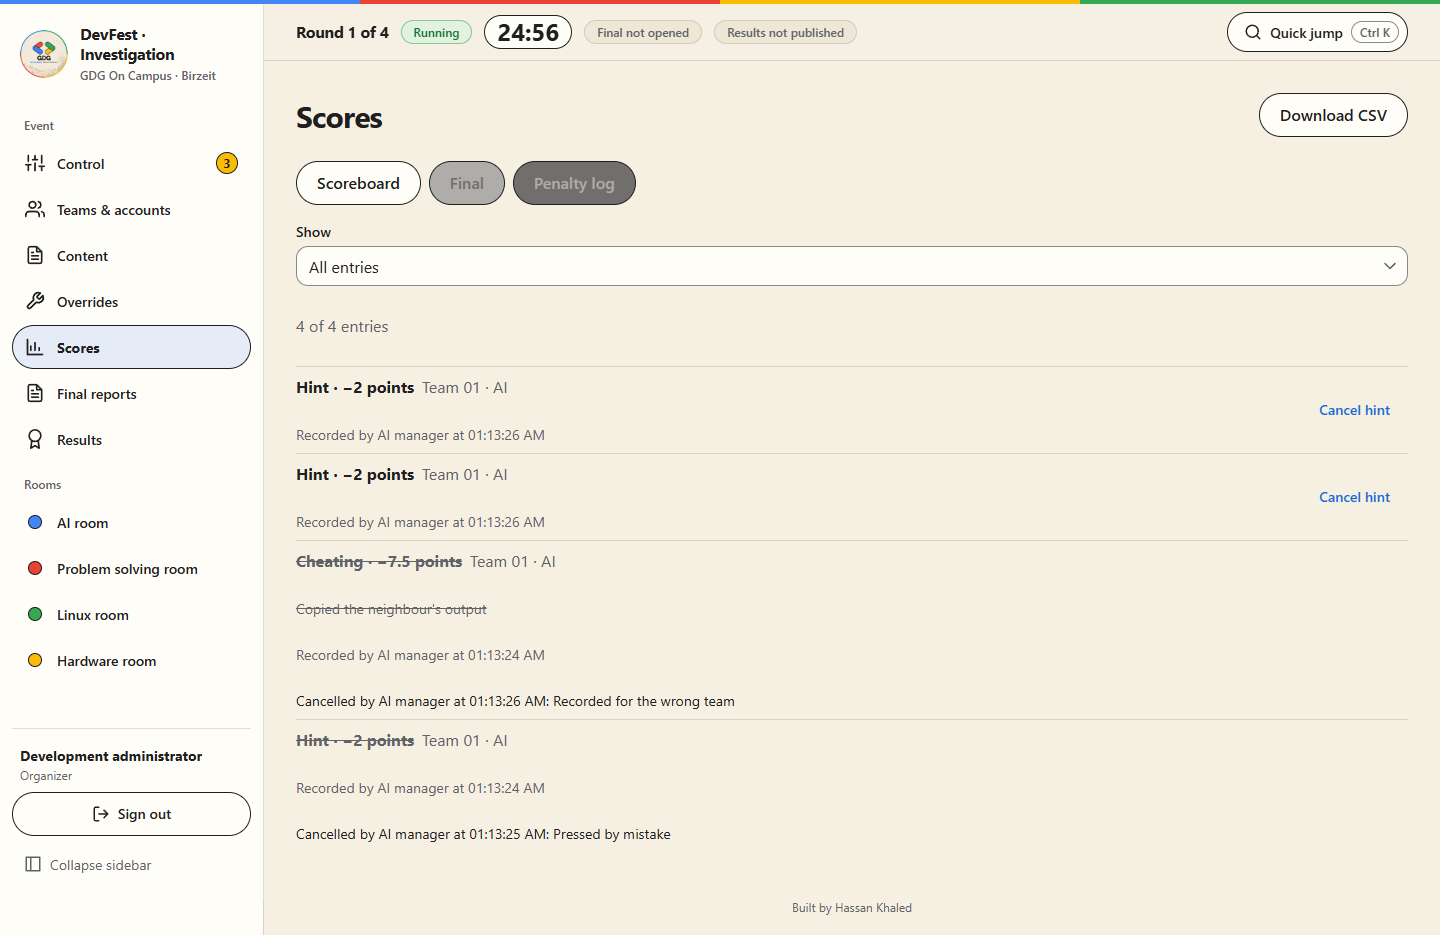 DevFest ·
Investigation
GDG On Campus · Birzeit
Event
Control
3
Teams & accounts
Content
Overrides
Scores
Final reports
Results
Rooms
AI room
Problem solving room
Linux room
Hardware room
Development administrator
Organizer
Sign out
Collapse sidebar
Round 1 of 4
Running
24:56
Final not opened
Results not published
Quick jump
Ctrl K
Scores
Download CSV
Scoreboard
Final
Penalty log
Show
All entries
4 of 4 entries
Hint · −2 points Team 01 · AI
Cancel hint
Recorded by AI manager at 01:13:26 AM
Hint · −2 points Team 01 · AI
Cancel hint
Recorded by AI manager at 01:13:26 AM
Cheating · −7.5 points Team 01 · AI
Copied the neighbour's output
Recorded by AI manager at 01:13:24 AM
Cancelled by AI manager at 01:13:26 AM: Recorded for the wrong team
Hint · −2 points Team 01 · AI
Recorded by AI manager at 01:13:24 AM
Cancelled by AI manager at 01:13:25 AM: Pressed by mistake
Built by Hassan Khaled